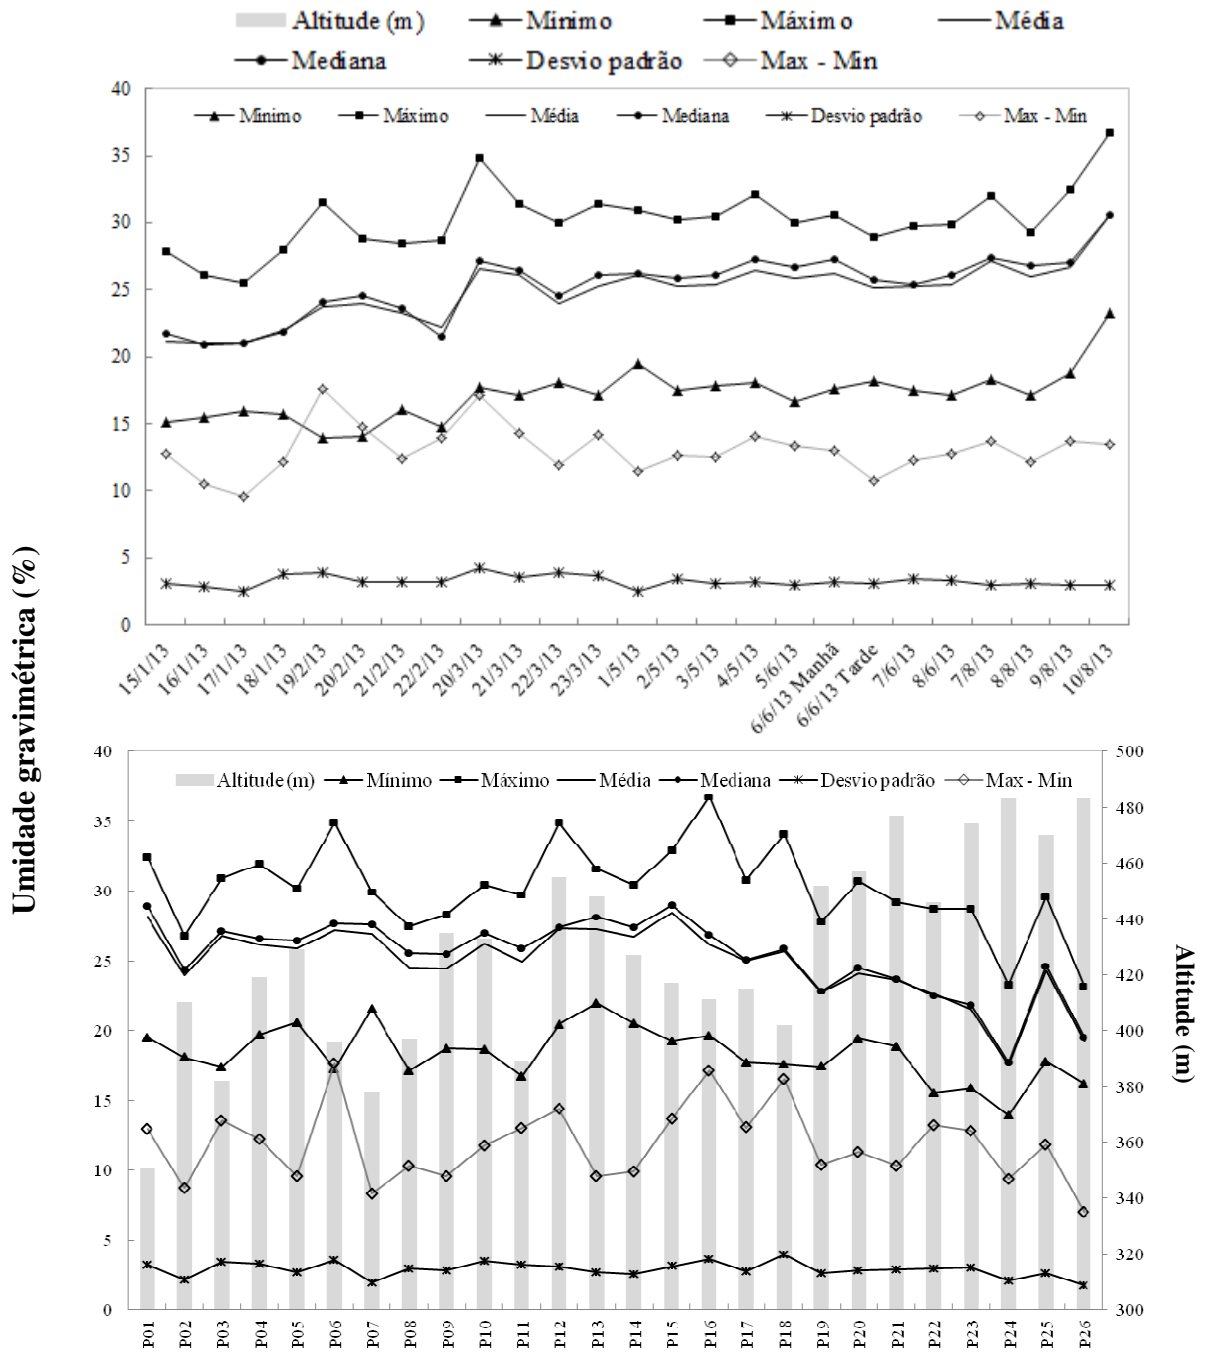 Altitude (m) Mínimo Máximo Média
Mediana Desvio padrão Max - Min
40
Mínimo Máximo Média Mediana Desvio padrão Max - Min
35
30
25
20
15
10
5
0
15/1/13
16/1/13
17/1/13
18/1/13
19/2/13
20/2/13
21/2/13
22/2/13
20/3/13
21/3/13
22/3/13
23/3/13
1/5/13
2/5/13
3/5/13
4/5/13
5/6/13
6/6/13 Manhã
6/6/13 Tarde
7/6/13
8/6/13
7/8/13
8/8/13
9/8/13
10/8/13
Umidade gravimétrica (%)
40
35
30
25
20
15
10
5
0
Altitude (m) Mínimo Máximo Média Mediana Desvio padrão Max - Min
500
480
460
440
420
400
380
360
340
320
300
Altitude (m)
P01
P02
P03
P04
P05
P06
P07
P08
P09
P10
P11
P12
P13
P14
P15
P16
P17
P18
P19
P20
P21
P22
P23
P24
P25
P26